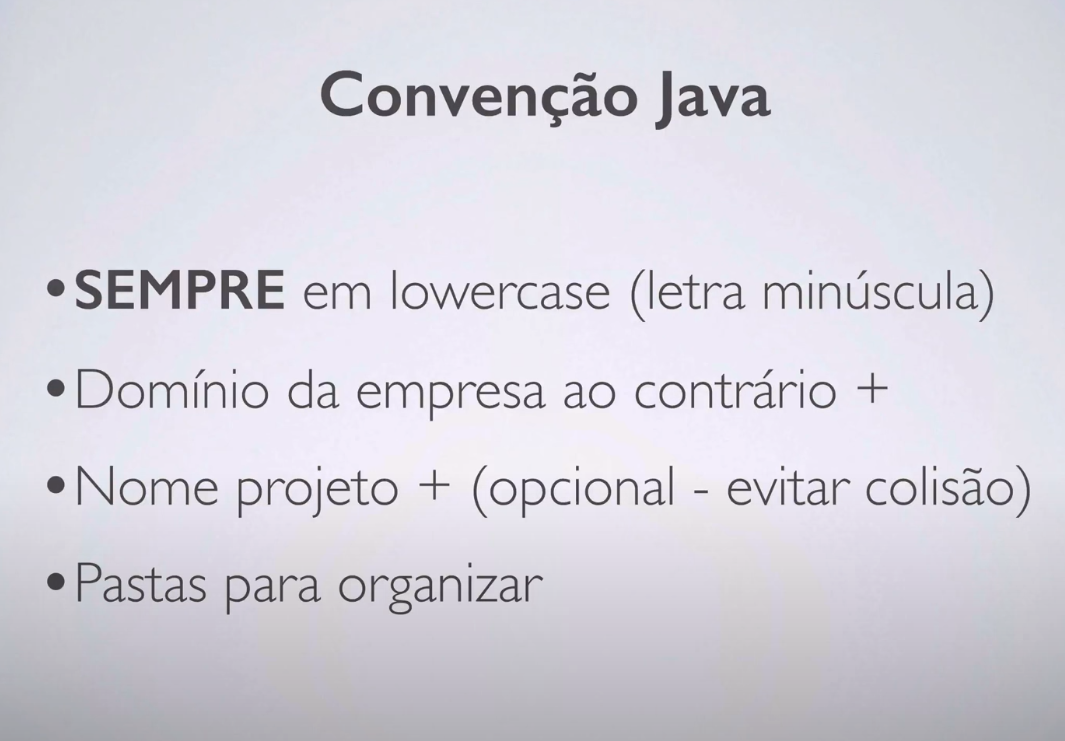 Convenção Java
•SEMPRE em lowercase (letra minúscula)
•Domínio da empresa ao contrário +
•Nome projeto + (opcional - evitar colisão)
•Pastas para organizar